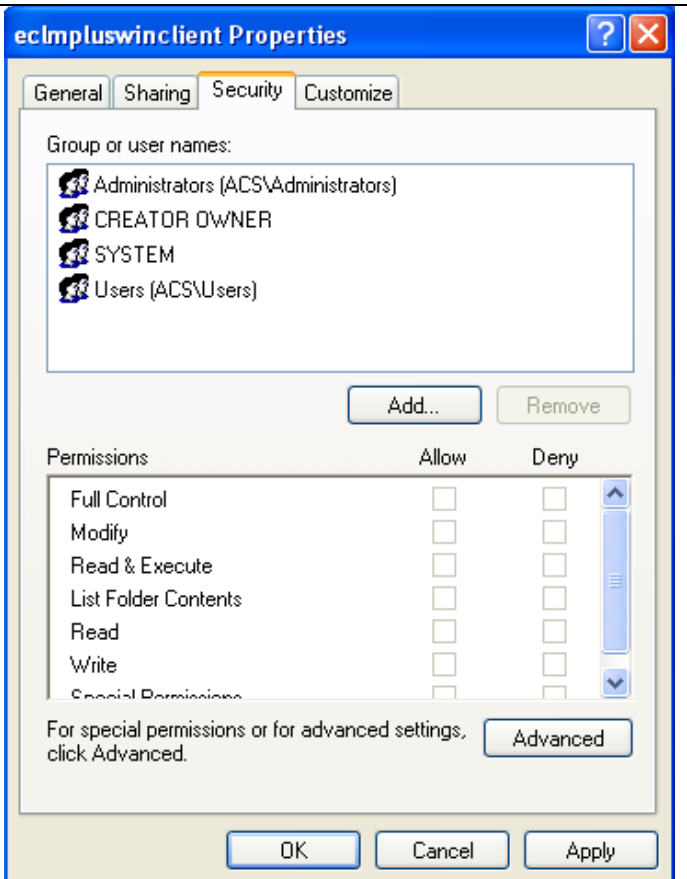 eclmpluswinclient Properties
General Sharing Security Customize
Group or user names:
Administrators (ACS\Administrators)
CREATOR OWNER
SYSTEM
Users (ACS\Users)
Add... Remove
Permissions Allow Deny
Full Control
Modify
Read & Execute
List Folder Contents
Read
Write
Special Permissions
For special permissions or for advanced settings,
click Advanced.
Advanced
OK Cancel Apply